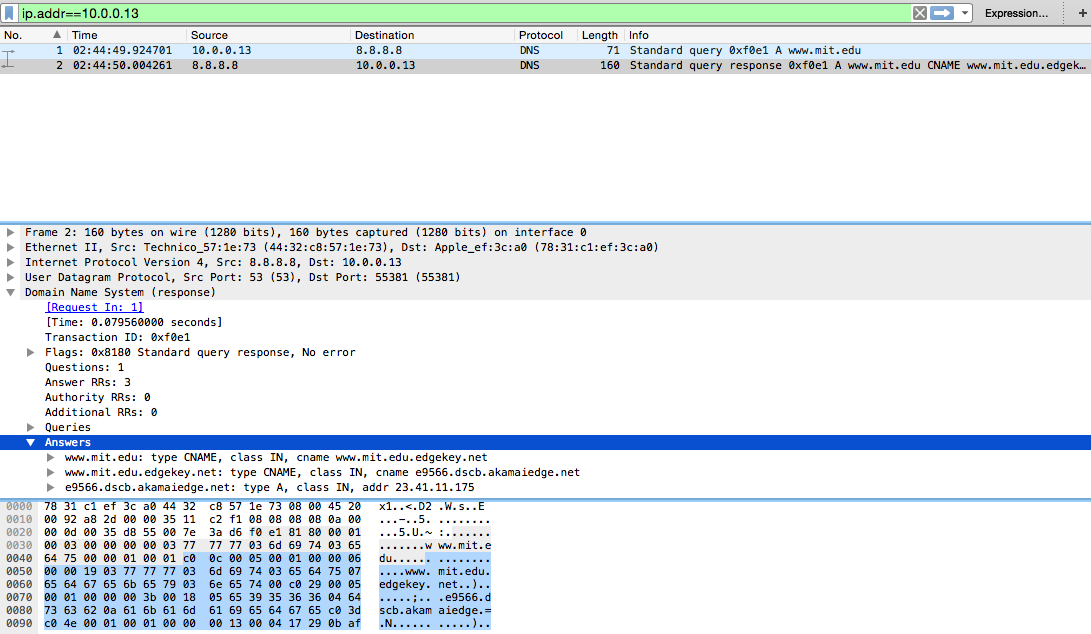 ip.addr==10.0.0.13 Expression... +
No. Time Source Destination Protocol Length Info
1 02:44:49.924701 10.0.0.13 8.8.8.8 DNS 71 Standard query 0xf0e1 A www.mit.edu
2 02:44:50.004261 8.8.8.8 10.0.0.13 DNS 160 Standard query response 0xf0e1 A www.mit.edu CNAME www.mit.edu.edgek…
Frame 2: 160 bytes on wire (1280 bits), 160 bytes captured (1280 bits) on interface 0
Ethernet II, Src: Technico_57:1e:73 (44:32:c8:57:1e:73), Dst: Apple_ef:3c:a0 (78:31:c1:ef:3c:a0)
Internet Protocol Version 4, Src: 8.8.8.8, Dst: 10.0.0.13
User Datagram Protocol, Src Port: 53 (53), Dst Port: 55381 (55381)
Domain Name System (response)
[Request In: 1]
[Time: 0.079560000 seconds]
Transaction ID: 0xf0e1
Flags: 0x8180 Standard query response, No error
Questions: 1
Answer RRs: 3
Authority RRs: 0
Additional RRs: 0
Queries
Answers
www.mit.edu: type CNAME, class IN, cname www.mit.edu.edgekey.net
www.mit.edu.edgekey.net: type CNAME, class IN, cname e9566.dscb.akamaiedge.net
e9566.dscb.akamaiedge.net: type A, class IN, addr 23.41.11.175
0000 78 31 c1 ef 3c a0 44 32 c8 57 1e 73 08 00 45 20 x1..<.D2 .W.s..E
0010 00 92 a8 2d 00 00 35 11 c2 f1 08 08 08 08 0a 00 ...-..5. ........
0020 00 0d 00 35 d8 55 00 7e 3a d6 f0 e1 81 80 00 01 ...5.U.~ :.......
0030 00 03 00 00 00 00 03 77 77 77 03 6d 69 74 03 65 .......w ww.mit.e
0040 64 75 00 00 01 00 01 c0 0c 00 05 00 01 00 00 06 du...... ........
0050 00 00 19 03 77 77 77 03 6d 69 74 03 65 64 75 07 ....www. mit.edu.
0060 65 64 67 65 6b 65 79 03 6e 65 74 00 c0 29 00 05 edgekey. net..)..
0070 00 01 00 00 00 3b 00 18 05 65 39 35 36 36 04 64 .....;.. .e9566.d
0080 73 63 62 0a 61 6b 61 6d 61 69 65 64 67 65 c0 3d scb.akam aiedge.=
0090 c0 4e 00 01 00 01 00 00 00 13 00 04 17 29 0b af .N...... .....)..